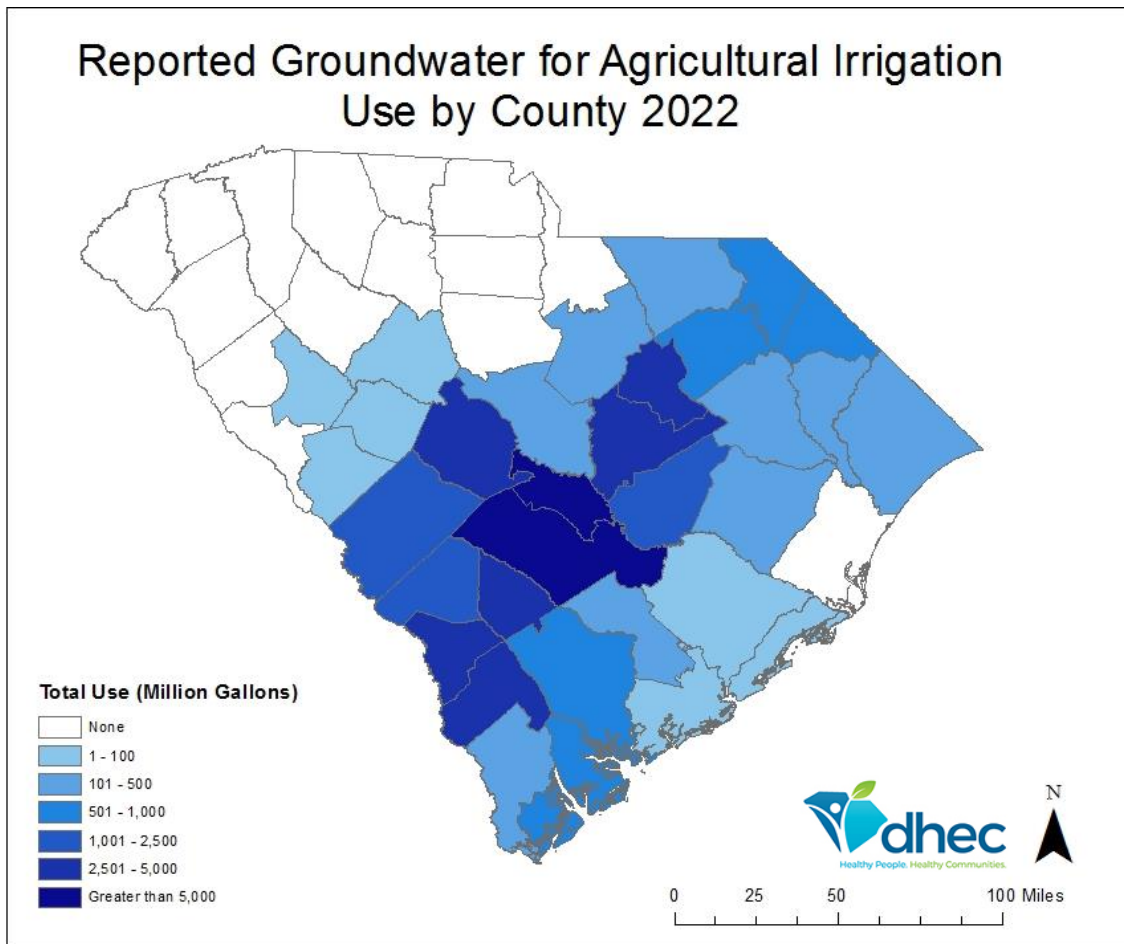 Reported Groundwater for Agricultural Irrigation
Use by County 2022
Total Use (Million Gallons)
None
1 - 100
101 - 500
501 - 1,000
1,001 - 2,500
2,501 - 5,000
Greater than 5,000
dhec
Healthy People. Healthy Communities.
N
0 25 50 100 Miles